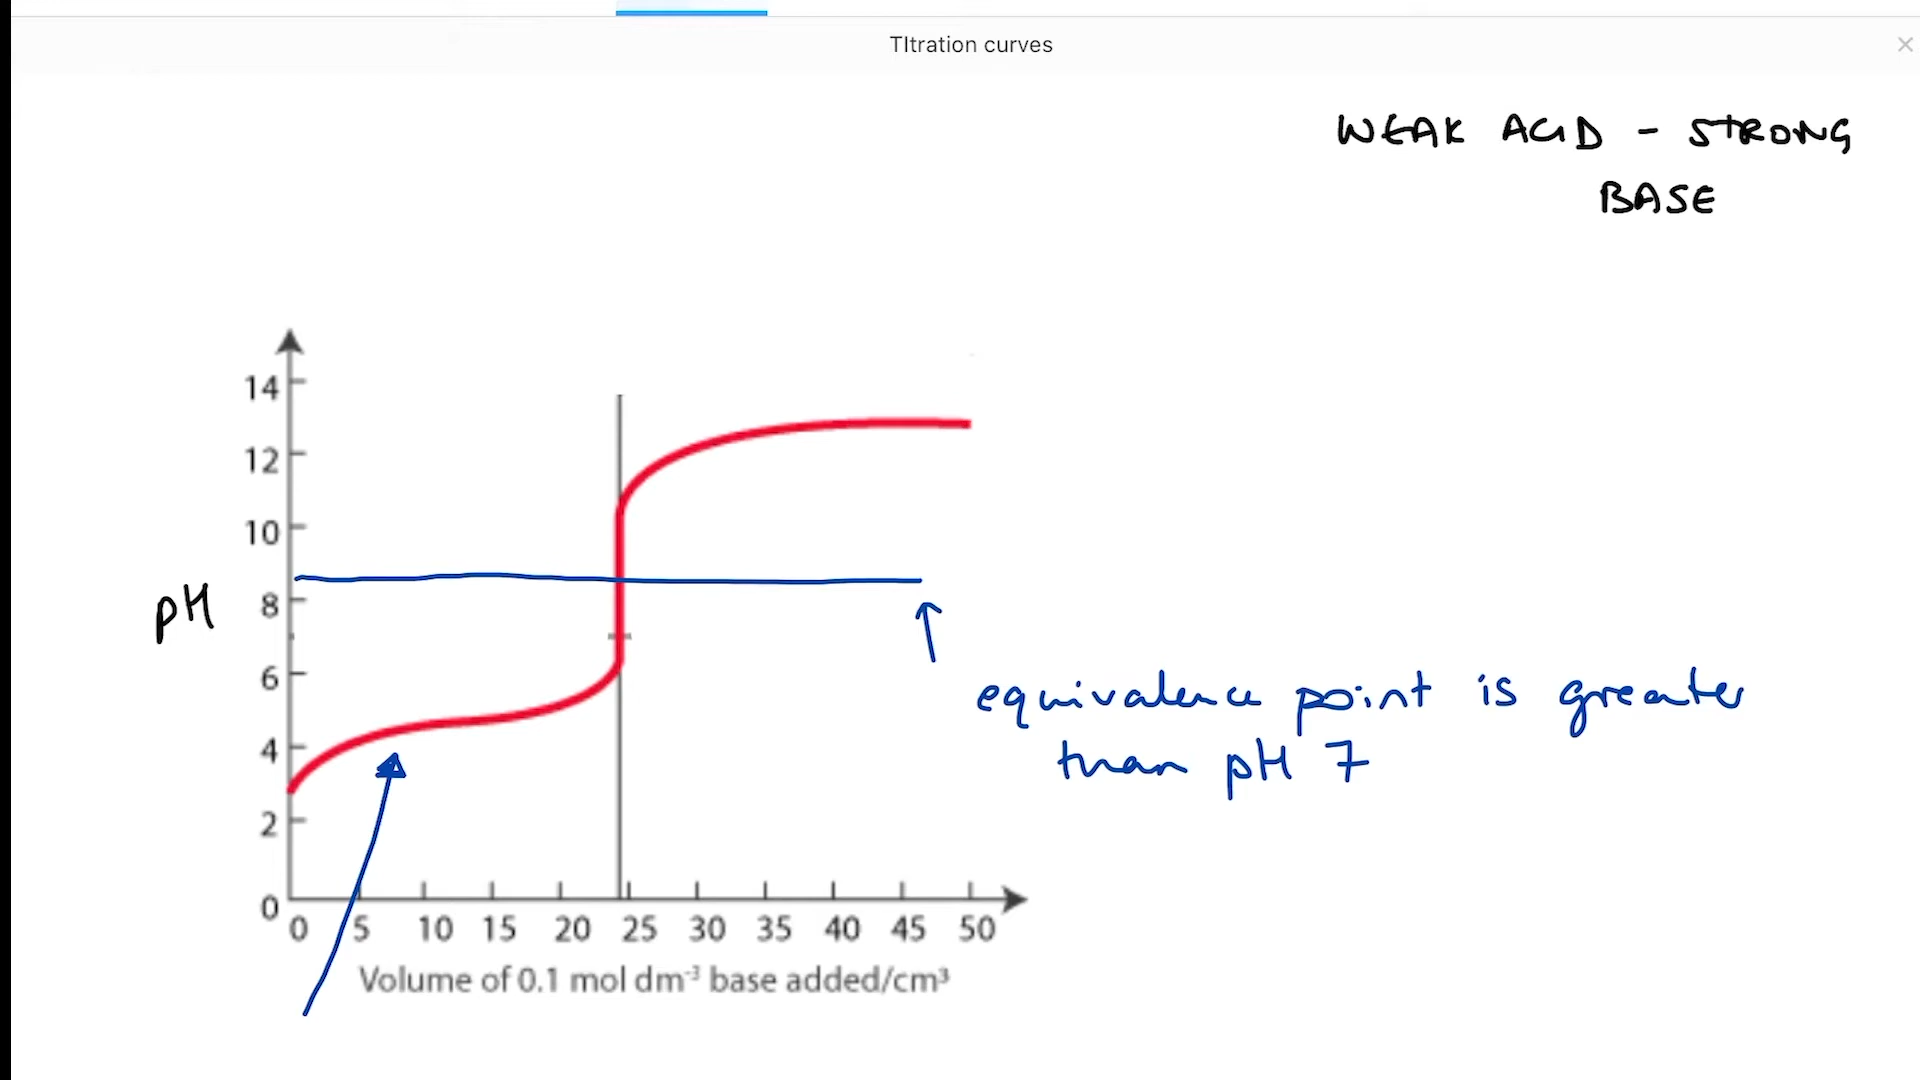 TItration curves
WEAK ACID - STRONG
BASE
14
12
10
8
pH
6
4
2
0
0 5 10 15 20 25 30 35 40 45 50
Volume of 0.1 mol dm⁻³ base added/cm³
equivalence point is greater
than pH 7